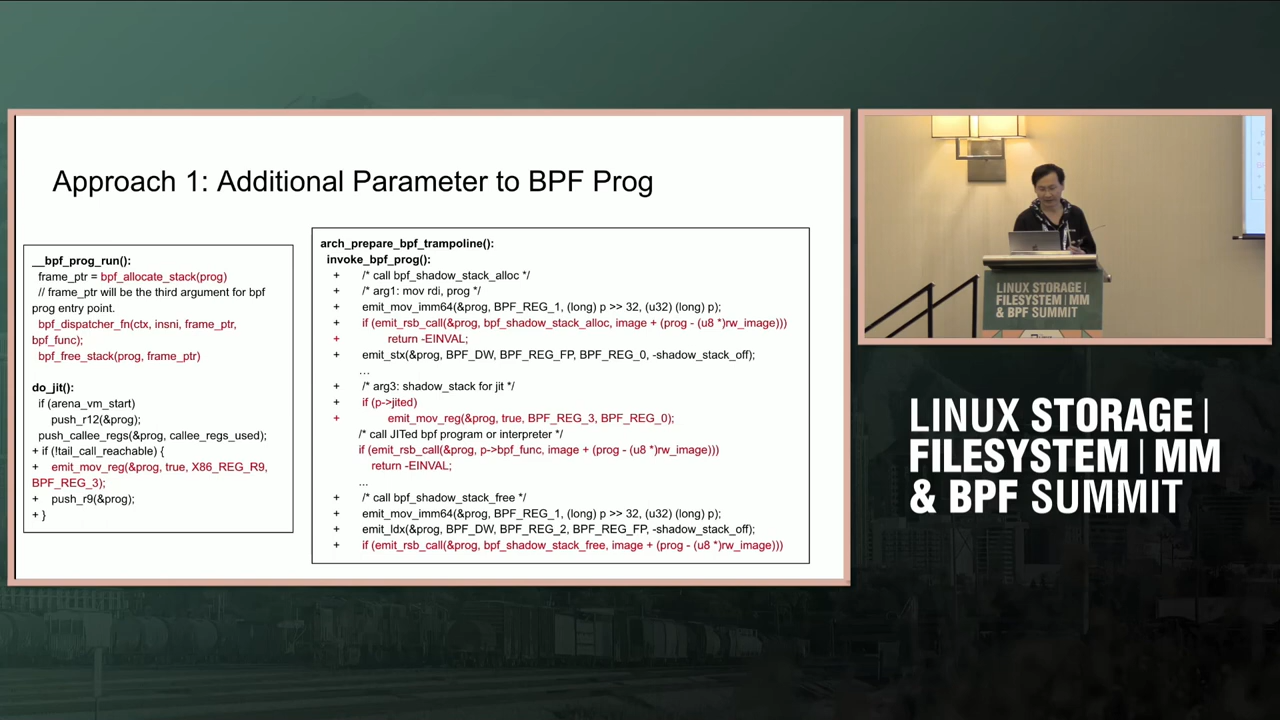 Approach 1: Additional Parameter to BPF Prog
__bpf_prog_run():
frame_ptr = bpf_allocate_stack(prog)
// frame_ptr will be the third argument for bpf
prog entry point.
bpf_dispatcher_fn(ctx, insni, frame_ptr,
bpf_func);
bpf_free_stack(prog, frame_ptr)
do_jit():
if (arena_vm_start)
push_r12(&prog);
push_callee_regs(&prog, callee_regs_used);
+ if (!tail_call_reachable) {
+ emit_mov_reg(&prog, true, X86_REG_R9,
BPF_REG_3);
+ push_r9(&prog);
+ }
arch_prepare_bpf_trampoline():
invoke_bpf_prog():
+ /* call bpf_shadow_stack_alloc */
+ /* arg1: mov rdi, prog */
+ emit_mov_imm64(&prog, BPF_REG_1, (long) p >> 32, (u32) (long) p);
+ if (emit_rsb_call(&prog, bpf_shadow_stack_alloc, image + (prog - (u8 *)rw_image)))
+ return -EINVAL;
+ emit_stx(&prog, BPF_DW, BPF_REG_FP, BPF_REG_0, -shadow_stack_off);
...
+ /* arg3: shadow_stack for jit */
+ if (p->jited)
+ emit_mov_reg(&prog, true, BPF_REG_3, BPF_REG_0);
/* call JITed bpf program or interpreter */
if (emit_rsb_call(&prog, p->bpf_func, image + (prog - (u8 *)rw_image)))
return -EINVAL;
...
+ /* call bpf_shadow_stack_free */
+ emit_mov_imm64(&prog, BPF_REG_1, (long) p >> 32, (u32) (long) p);
+ emit_ldx(&prog, BPF_DW, BPF_REG_2, BPF_REG_FP, -shadow_stack_off);
+ if (emit_rsb_call(&prog, bpf_shadow_stack_free, image + (prog - (u8 *)rw_image)))
LINUX STORAGE |
FILESYSTEM | MM
& BPF SUMMIT
LINUX STORAGE |
FILESYSTEM | MM
& BPF SUMMIT